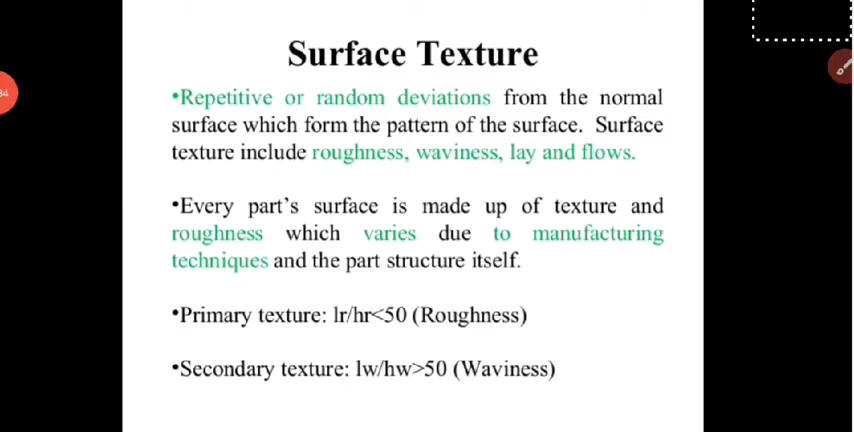 Surface Texture
•Repetitive or random deviations from the normal
surface which form the pattern of the surface. Surface
texture include roughness, waviness, lay and flows.
•Every part's surface is made up of texture and
roughness which varies due to manufacturing
techniques and the part structure itself.
•Primary texture: lr/hr<50 (Roughness)
•Secondary texture: lw/hw>50 (Waviness)